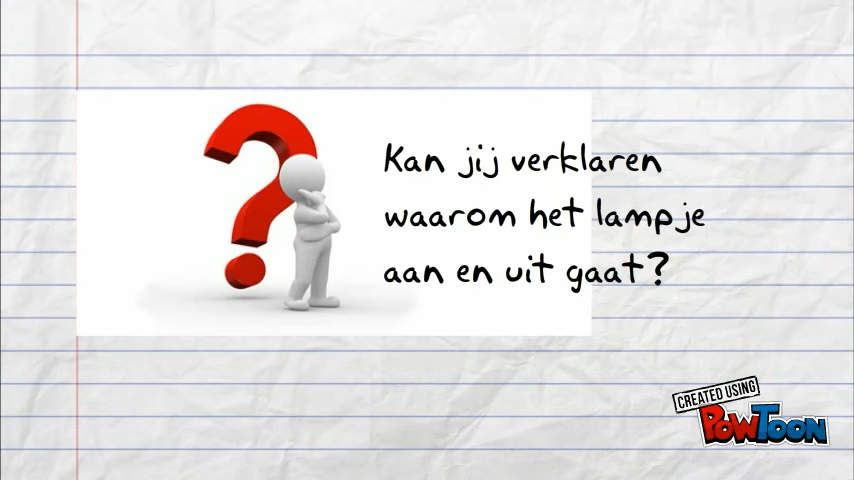 Kan jij verklaren
waarom het lampje
aan en uit gaat?
CREATED USING
POWTOON